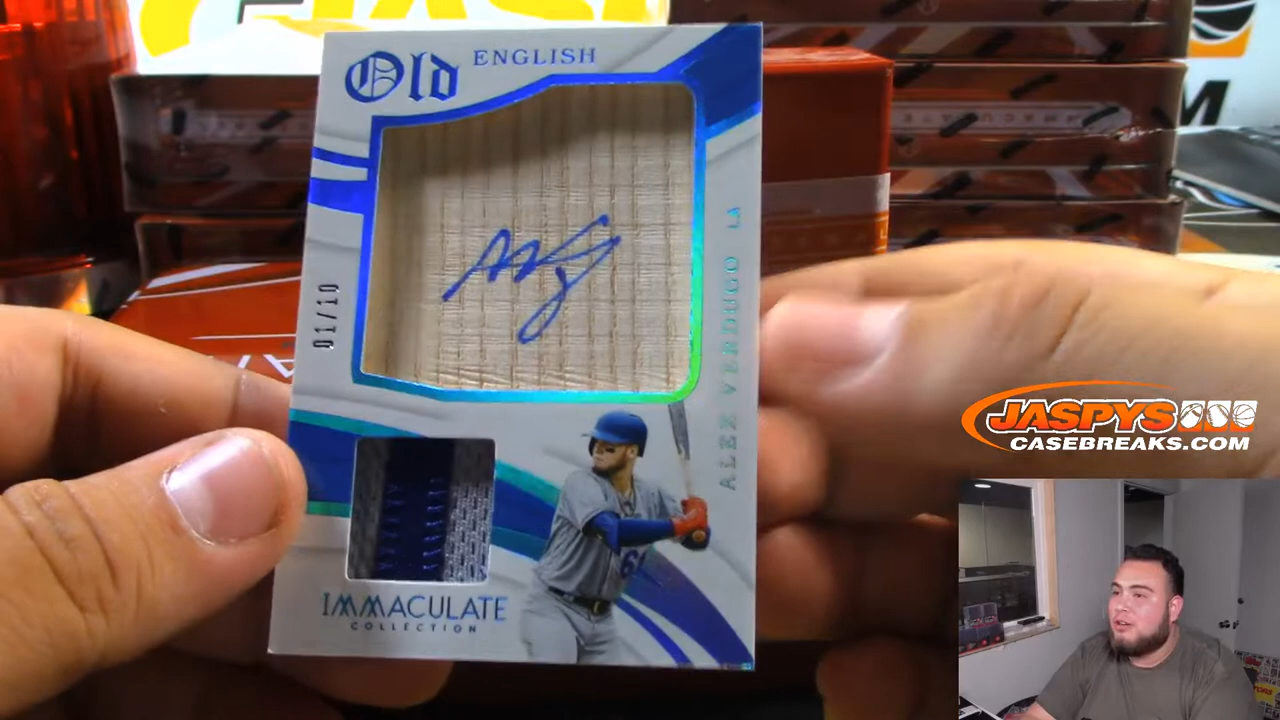 Old ENGLISH
01/10
ALEX VERDUGO LA
IMMACULATE
COLLECTION
JASPYS
CASEBREAKS.COM